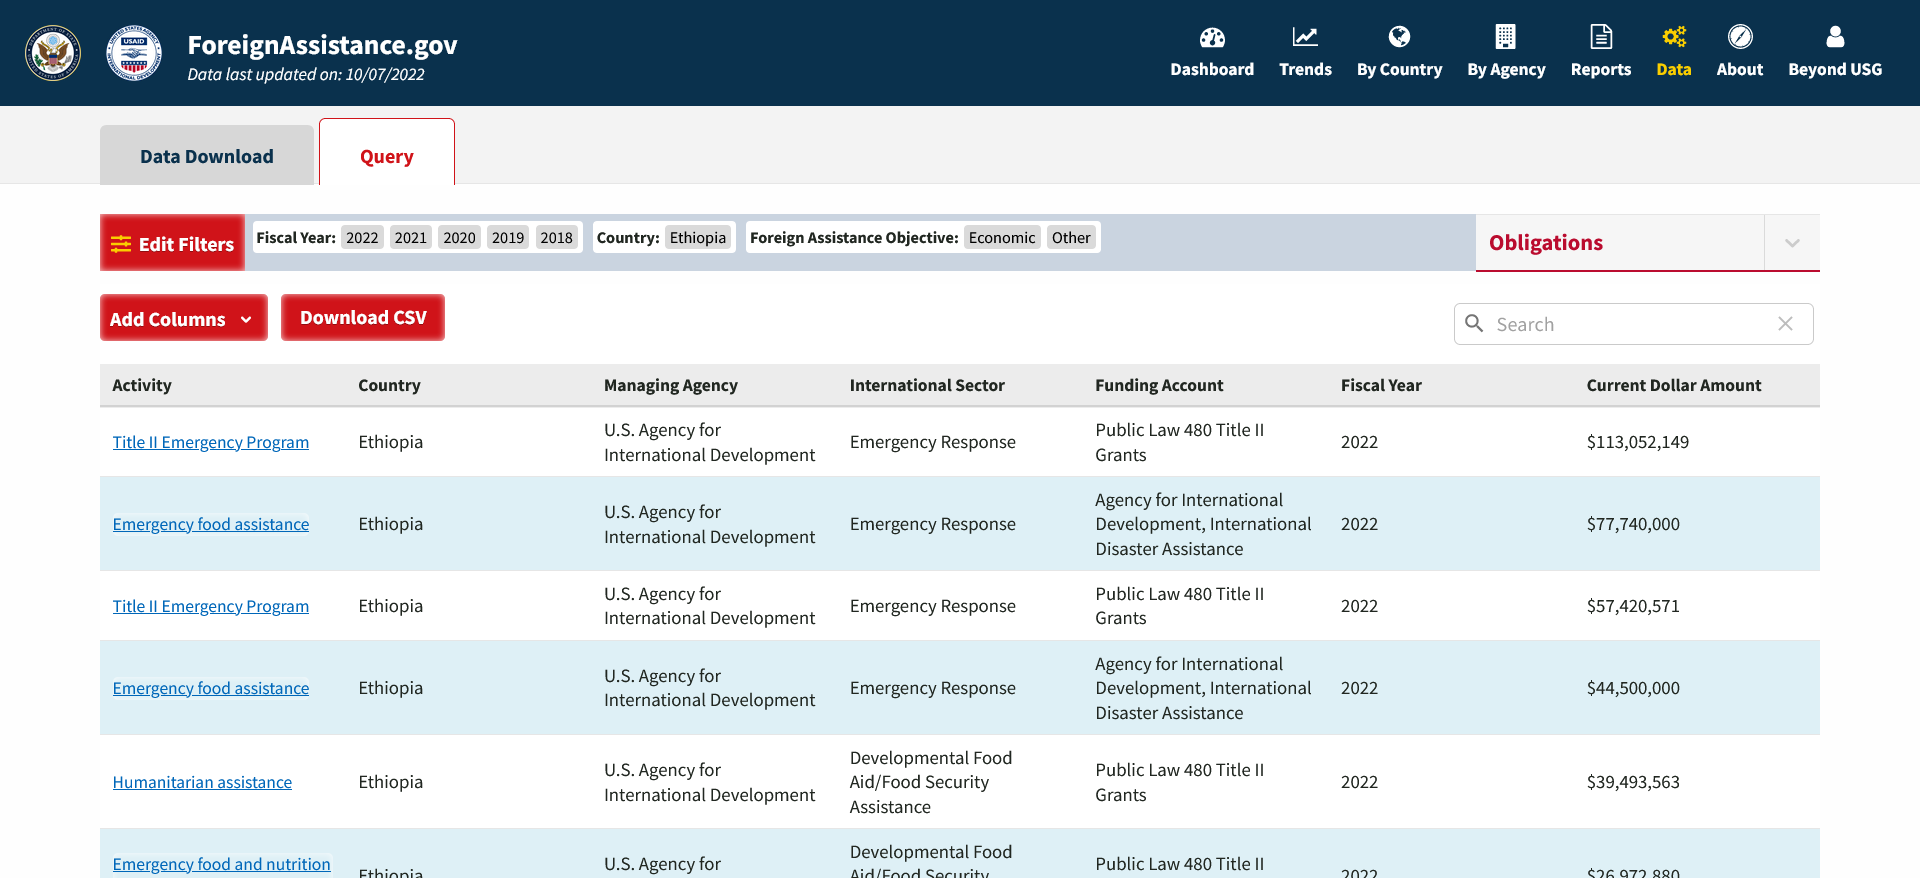 ForeignAssistance.gov
Data last updated on: 10/07/2022
Dashboard Trends By Country By Agency Reports Data About Beyond USG
USAID
Data Download Query
Edit Filters Fiscal Year: 2022 2021 2020 2019 2018 Country: Ethiopia Foreign Assistance Objective: Economic Other Obligations
Add Columns Download CSV Search
Activity Country Managing Agency International Sector Funding Account Fiscal Year Current Dollar Amount
Title II Emergency Program Ethiopia U.S. Agency for Emergency Response Public Law 480 Title II 2022 $113,052,149
International Development Grants
Emergency food assistance Ethiopia U.S. Agency for Emergency Response Agency for International 2022 $77,740,000
International Development Development, International
Disaster Assistance
Title II Emergency Program Ethiopia U.S. Agency for Emergency Response Public Law 480 Title II 2022 $57,420,571
International Development Grants
Emergency food assistance Ethiopia U.S. Agency for Emergency Response Agency for International 2022 $44,500,000
International Development Development, International
Disaster Assistance
Humanitarian assistance Ethiopia U.S. Agency for Developmental Food Public Law 480 Title II 2022 $39,493,563
International Development Aid/Food Security Grants
Assistance
Emergency food and nutrition Ethiopia U.S. Agency for Developmental Food Public Law 480 Title II 2022 $26,972,880
Aid/Food Security